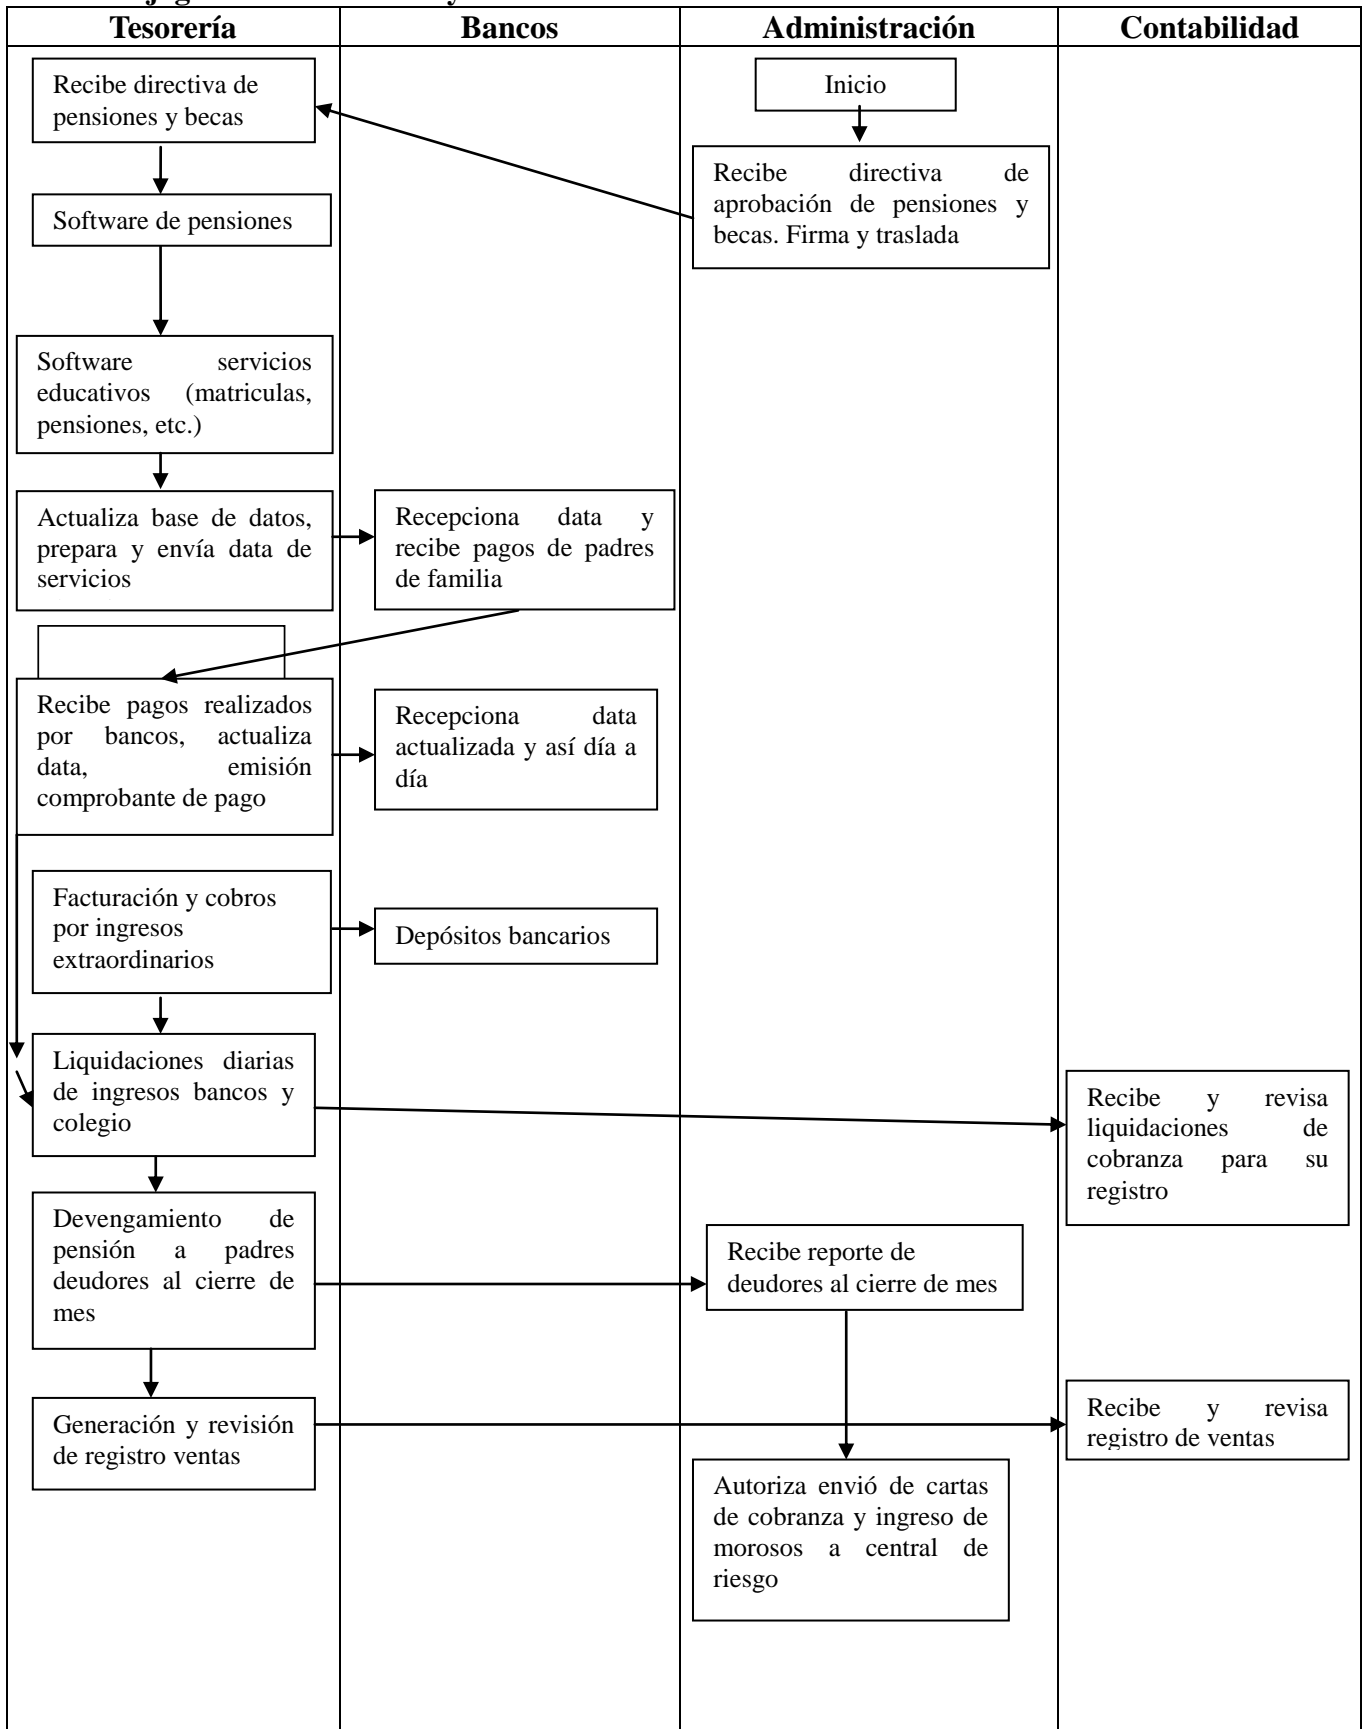 Tesorería
Bancos
Administración
Contabilidad
Recibe directiva de
pensiones y becas
Inicio
Recibe directiva de
aprobación de pensiones y
becas. Firma y traslada
Software de pensiones
Software servicios
educativos (matriculas,
pensiones, etc.)
Actualiza base de datos,
prepara y envía data de
servicios
Recepciona data y
recibe pagos de padres
de familia
Recibe pagos realizados
por bancos, actualiza
data, emisión
comprobante de pago
Recepciona data
actualizada y así día a
día
Facturación y cobros
por ingresos
extraordinarios
Depósitos bancarios
Liquidaciones diarias
de ingresos bancos y
colegio
Recibe y revisa
liquidaciones de
cobranza para su
registro
Devengamiento de
pensión a padres
deudores al cierre de
mes
Recibe reporte de
deudores al cierre de mes
Generación y revisión
de registro ventas
Recibe y revisa
registro de ventas
Autoriza envió de cartas
de cobranza y ingreso de
morosos a central de
riesgo